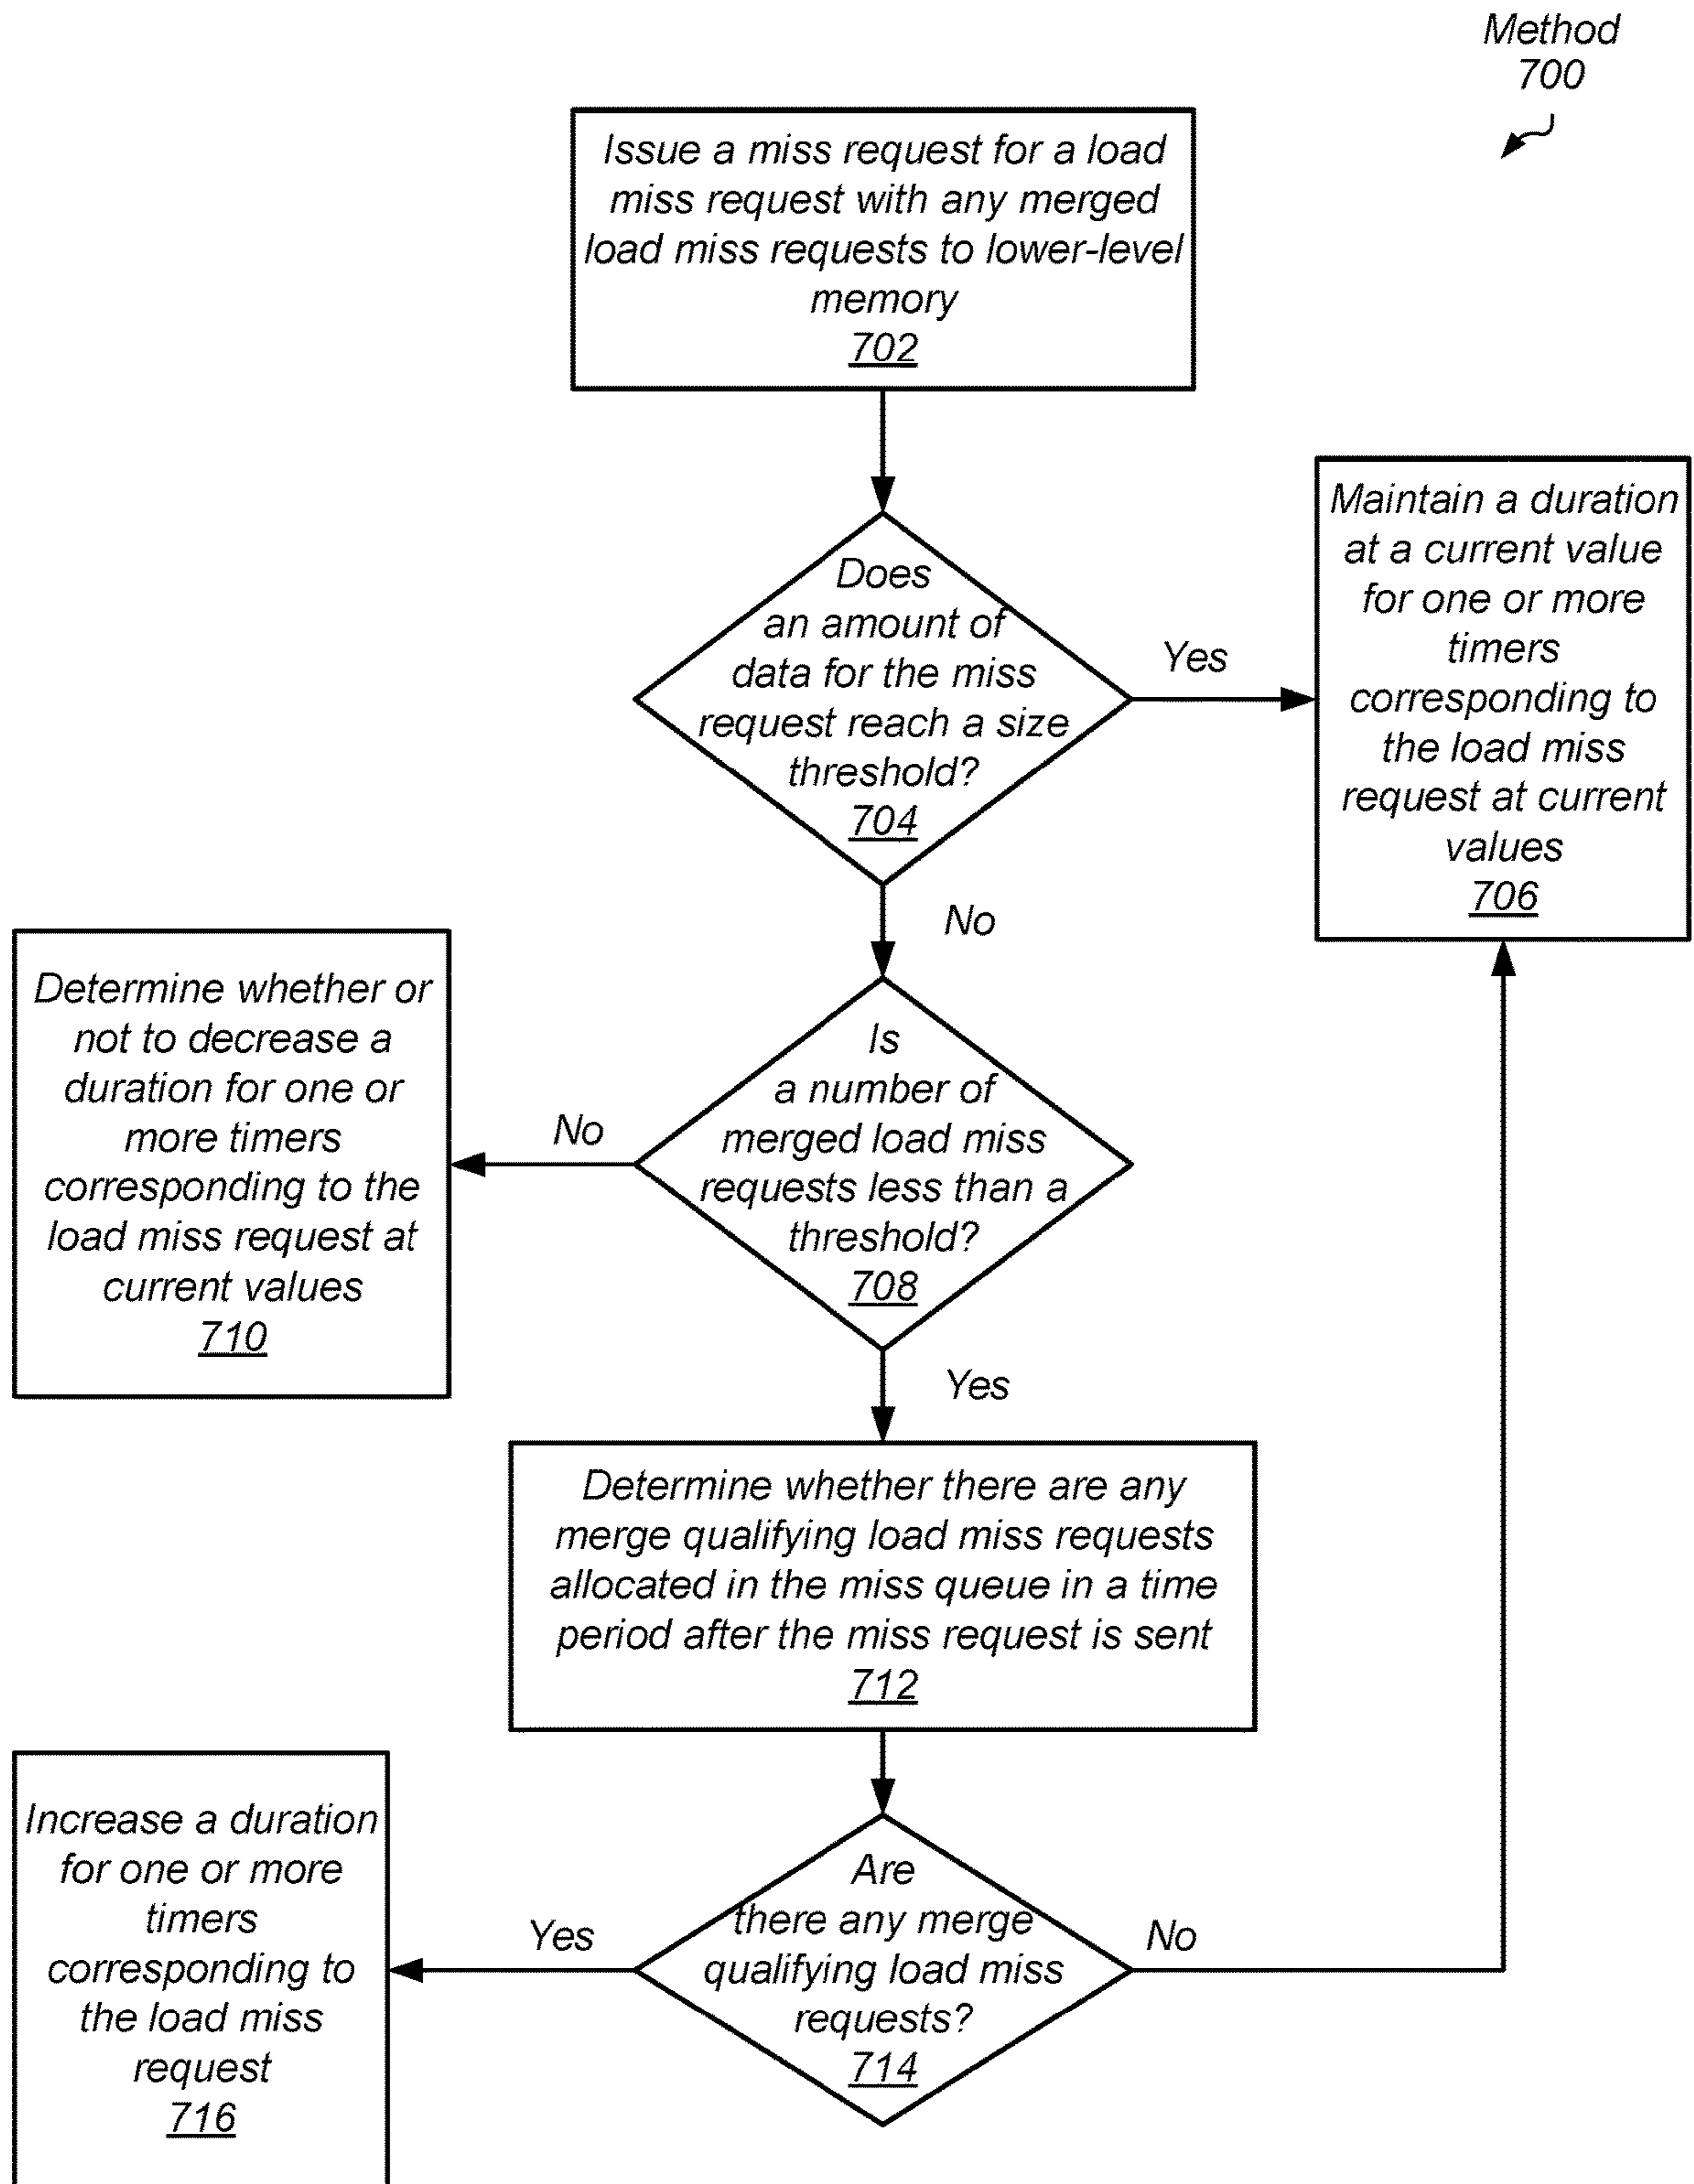 Method
700
Issue a miss request for a load
miss request with any merged
load miss requests to lower-level
memory
702
Does
an amount of
data for the miss
request reach a size
threshold?
704
Yes
Maintain a duration
at a current value
for one or more
timers
corresponding to
the load miss
request at current
values
706
No
Is
a number of
merged load miss
requests less than a
threshold?
708
No
Determine whether or
not to decrease a
duration for one or
more timers
corresponding to the
load miss request at
current values
710
Yes
Determine whether there are any
merge qualifying load miss requests
allocated in the miss queue in a time
period after the miss request is sent
712
Are
there any merge
qualifying load miss
requests?
714
Yes
Increase a duration
for one or more
timers
corresponding to
the load miss
request
716
No